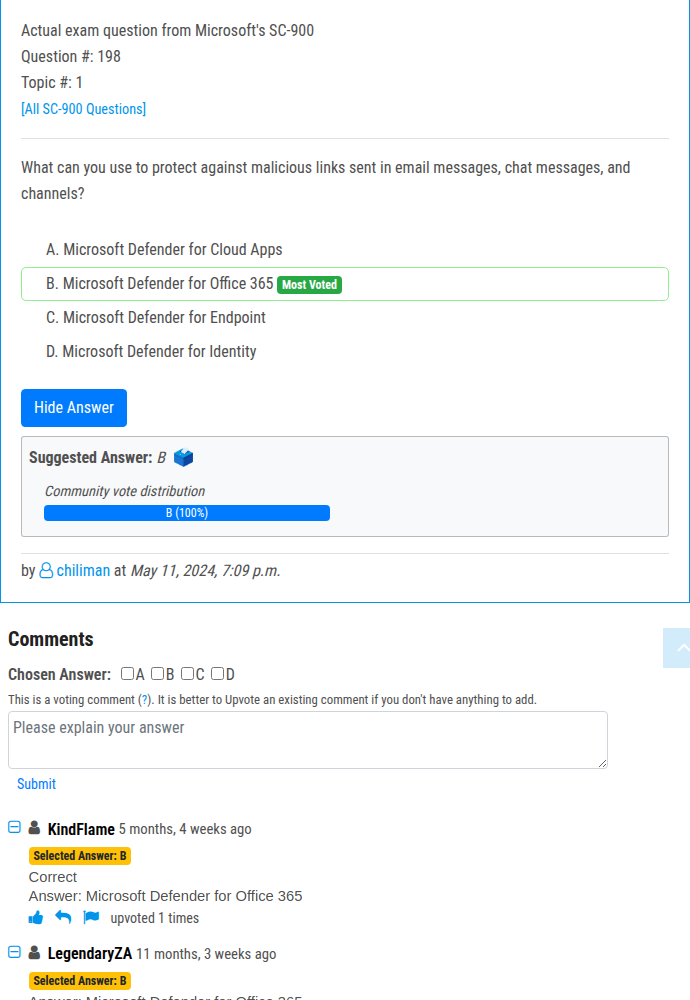 Actual exam question from Microsoft's SC-900
Question #: 198
Topic #: 1
[All SC-900 Questions]
What can you use to protect against malicious links sent in email messages, chat messages, and
channels?
A. Microsoft Defender for Cloud Apps
B. Microsoft Defender for Office 365 Most Voted
C. Microsoft Defender for Endpoint
D. Microsoft Defender for Identity
Hide Answer
Suggested Answer: B
Community vote distribution
B (100%)
by chiliman at May 11, 2024, 7:09 p.m.
Comments
Chosen Answer: A B C D
This is a voting comment (?). It is better to Upvote an existing comment if you don't have anything to add.
Please explain your answer
Submit
KindFlame 5 months, 4 weeks ago
Selected Answer: B
Correct
Answer: Microsoft Defender for Office 365
upvoted 1 times
LegendaryZA 11 months, 3 weeks ago
Selected Answer: B
Answer: Microsoft Defender for Office 365